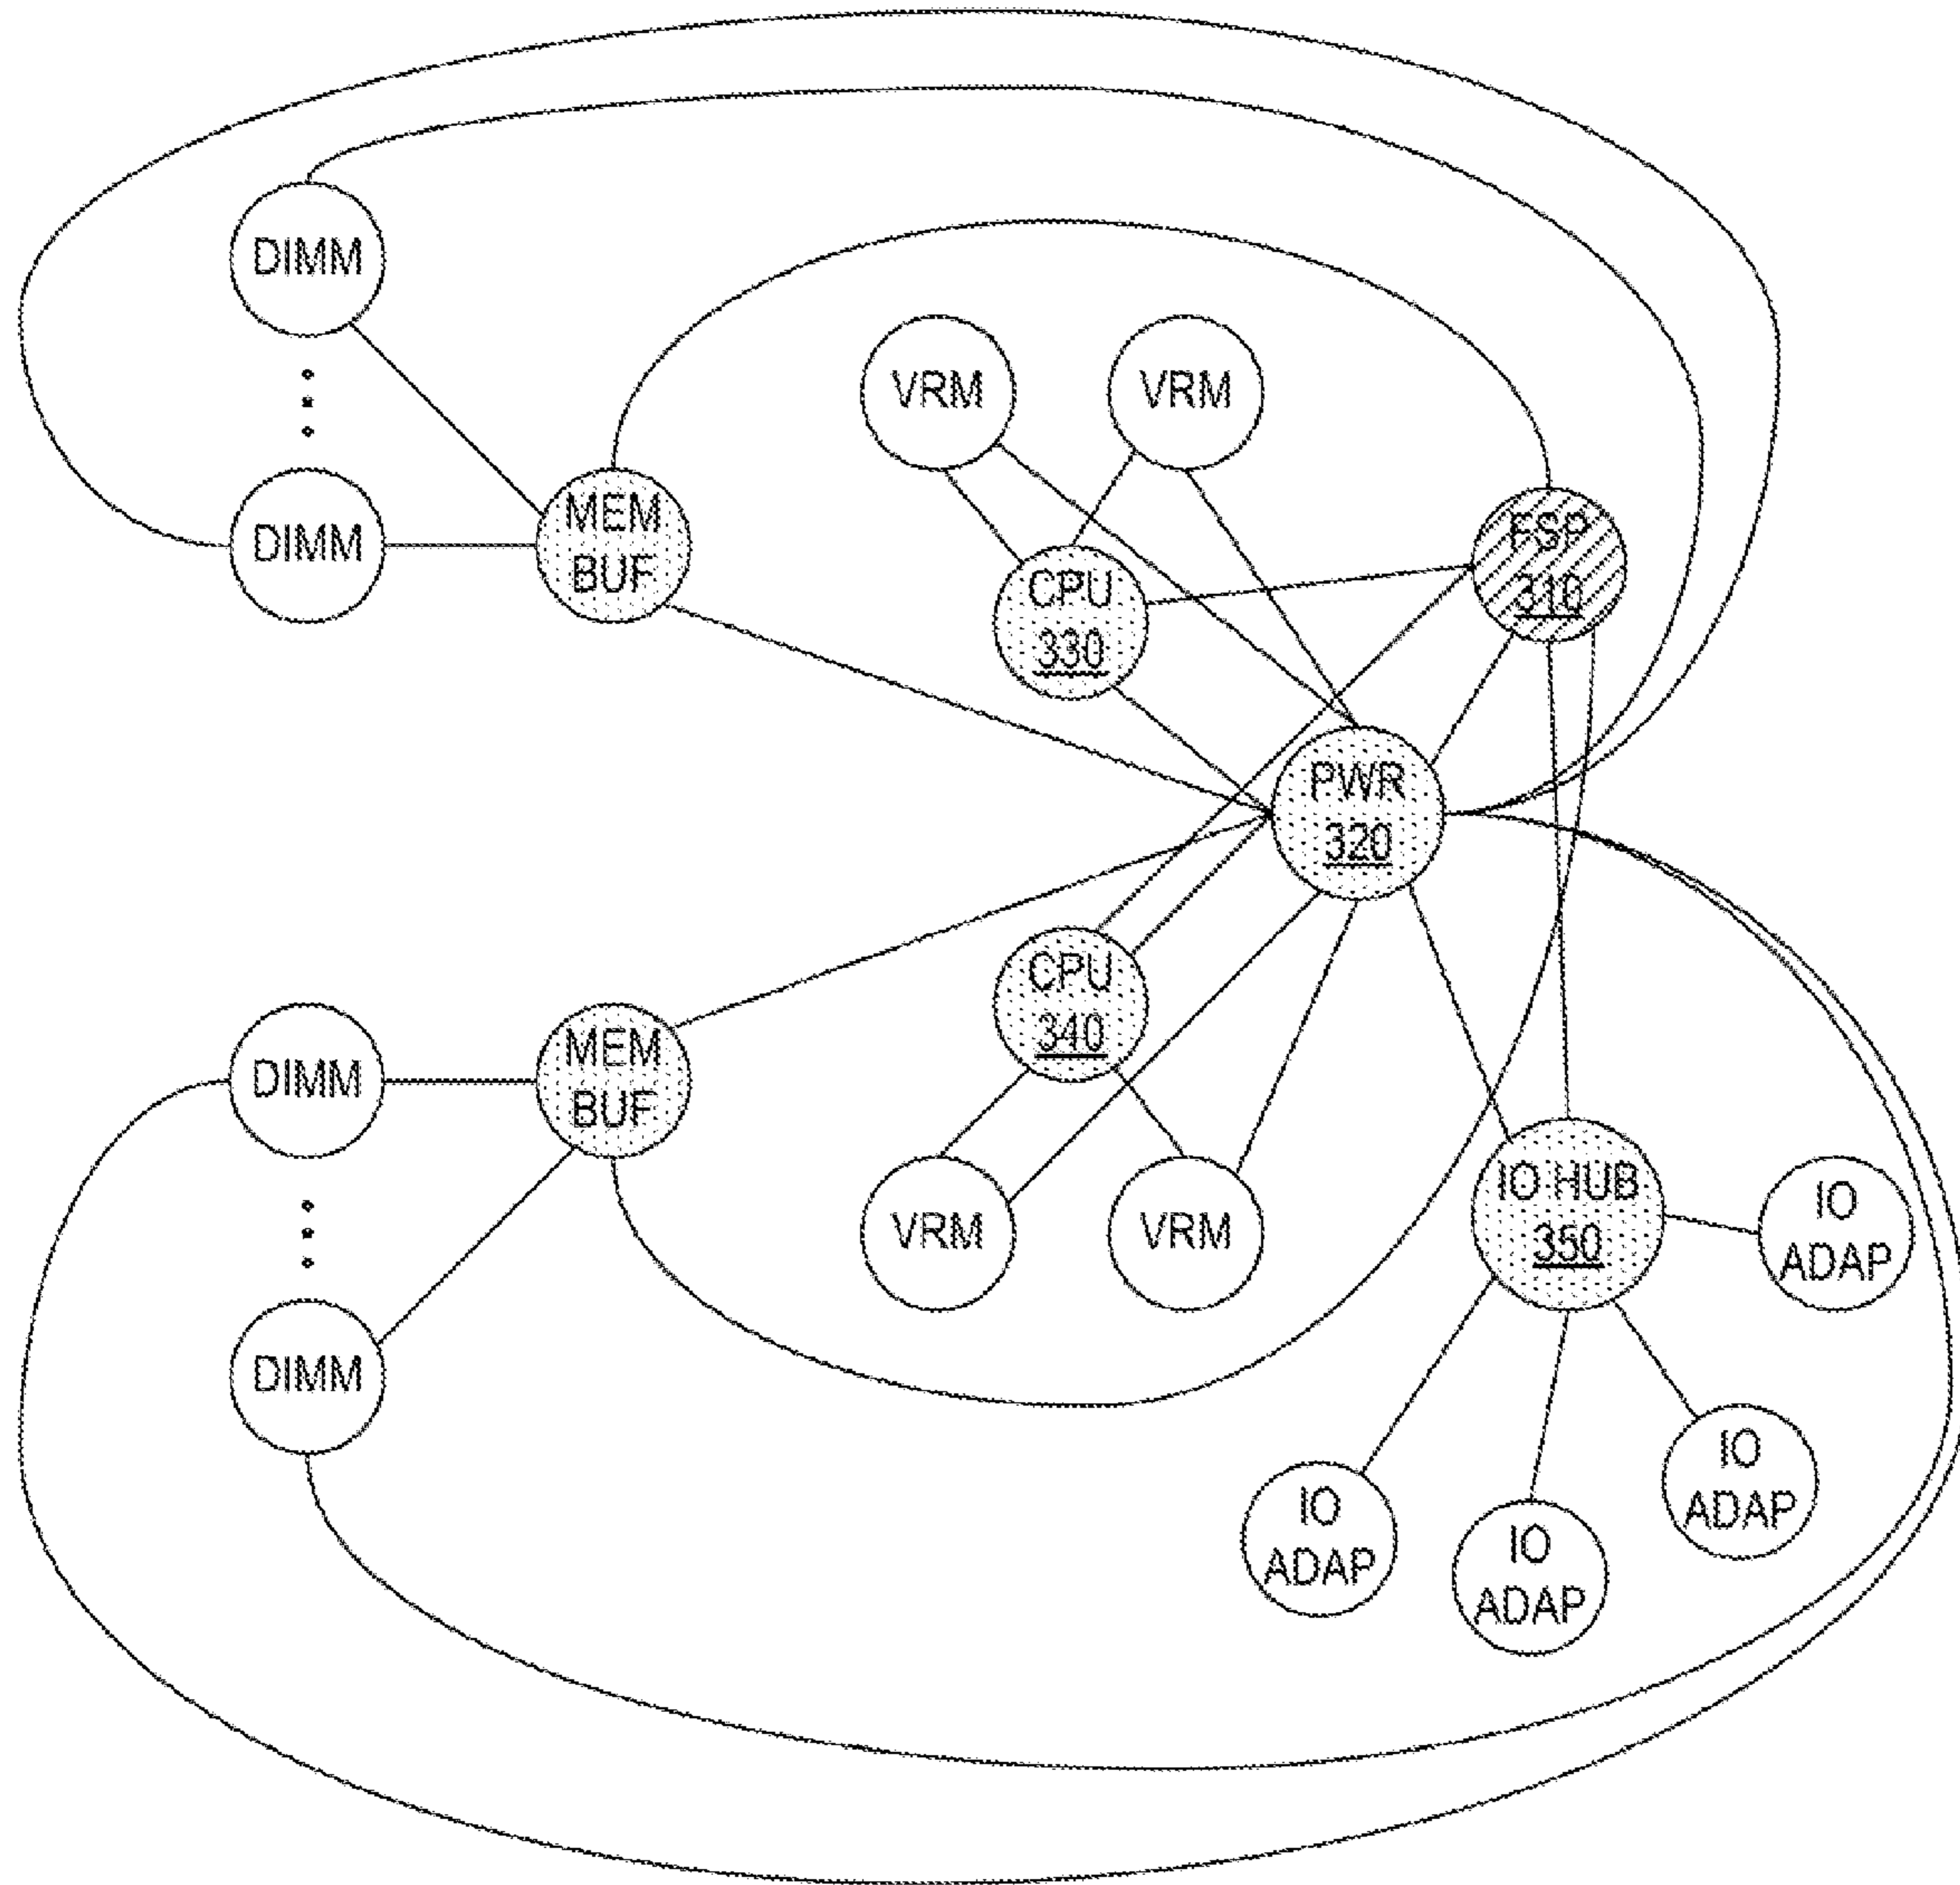 DIMM
VRM
VRM
DIMM
MEM
BUF
FSP
310
CPU
330
PWR
320
CPU
340
DIMM
MEM
BUF
VRM
VRM
IO HUB
350
IO
ADAP
DIMM
IO
ADAP
IO
ADAP
IO
ADAP